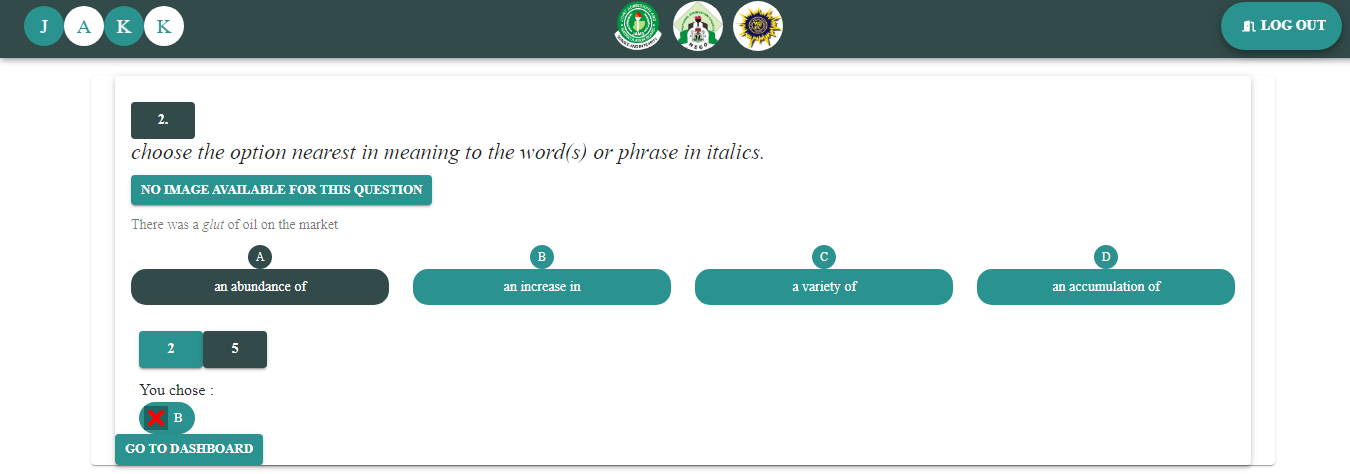 J A K K
LOG OUT
2.
choose the option nearest in meaning to the word(s) or phrase in italics.
NO IMAGE AVAILABLE FOR THIS QUESTION
There was a glut of oil on the market
A B C D
an abundance of an increase in a variety of an accumulation of
2 5
You chose :
B
GO TO DASHBOARD